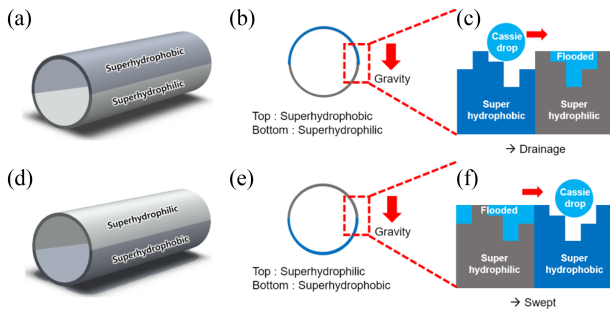 (a)
Superhydrophobic
Superhydrophilic
(b)
Gravity
Top : Superhydrophobic
Bottom : Superhydrophilic
(c)
Cassie
drop
Flooded
Super
hydrophobic
Super
hydrophilic
→ Drainage
(d)
Superhydrophilic
Superhydrophobic
(e)
Gravity
Top : Superhydrophilic
Bottom : Superhydrophobic
(f)
Cassie
drop
Flooded
Super
hydrophilic
Super
hydrophobic
→ Swept